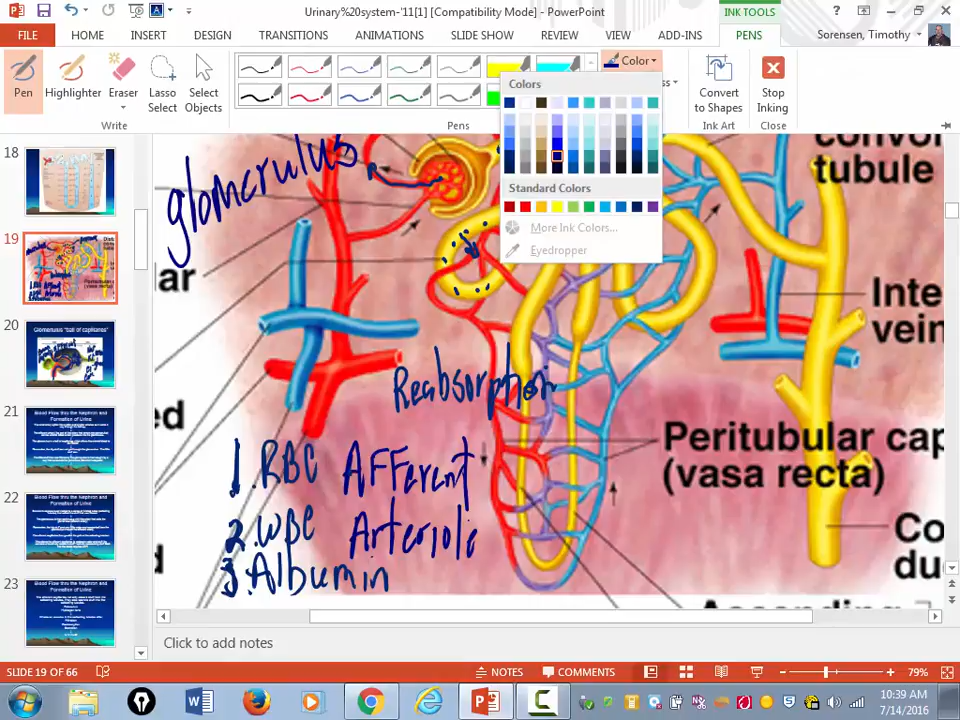 Urinary%20system-'11[1] [Compatibility Mode] - PowerPoint
INK TOOLS
FILE
HOME
INSERT
DESIGN
TRANSITIONS
ANIMATIONS
SLIDE SHOW
REVIEW
VIEW
ADD-INS
PENS
Sorensen, Timothy
Pen
Highlighter
Eraser
Lasso
Select
Select
Objects
Color
Convert
to Shapes
Stop
Inking
Write
Pens
Ink Art
Close
Colors
Standard Colors
More Ink Colors...
Eyedropper
18
19
20
Glomerulus "ball of capillaries"
21
Blood Flow thru the Nephron and
Formation of Urine
22
Blood Flow thru the Nephron and
Formation of Urine
23
Blood Flow thru the Nephron and
Formation of Urine
glomerulus
convol
tubule
ar
Inte
vein
Reabsorption
ed
1. RBC AFFerent
Peritubular cap
(vasa recta)
2. WBC Arteriole
3. Albumin
d
Co
duc
Ascending
Click to add notes
SLIDE 19 OF 66
NOTES
COMMENTS
79%
10:39 AM
7/14/2016